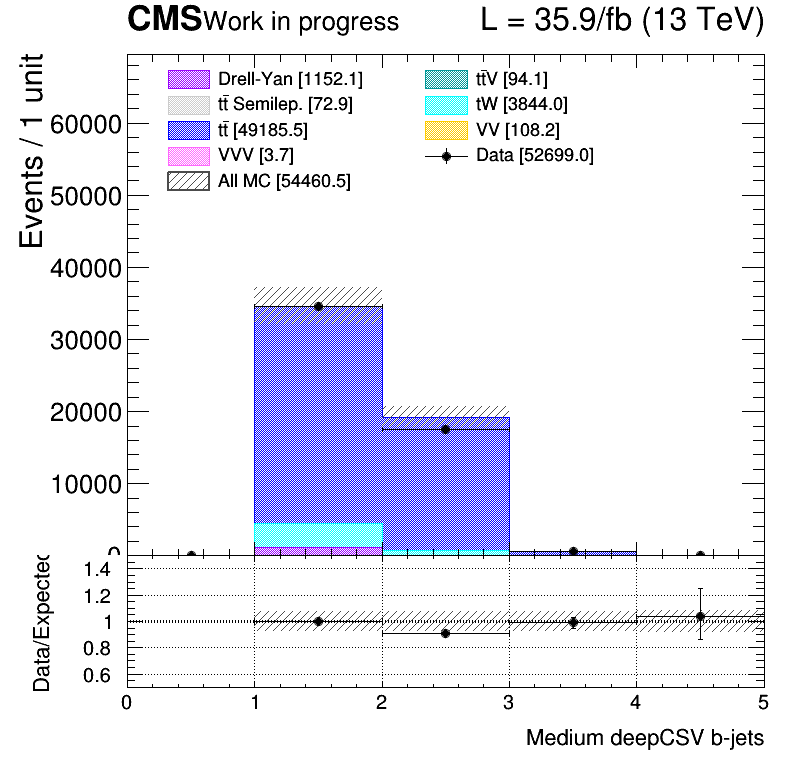 CMS Work in progress L = 35.9/fb (13 TeV)
Events / 1 unit
Drell-Yan [1152.1]
tt̄ Semilep. [72.9]
tt̄ [49185.5]
VVV [3.7]
All MC [54460.5]
tt̄V [94.1]
tW [3844.0]
VV [108.2]
Data [52699.0]
60000
50000
40000
30000
20000
10000
0
Data/Expected
1.4
1.2
1
0.8
0.6
0 1 2 3 4 5
Medium deepCSV b-jets